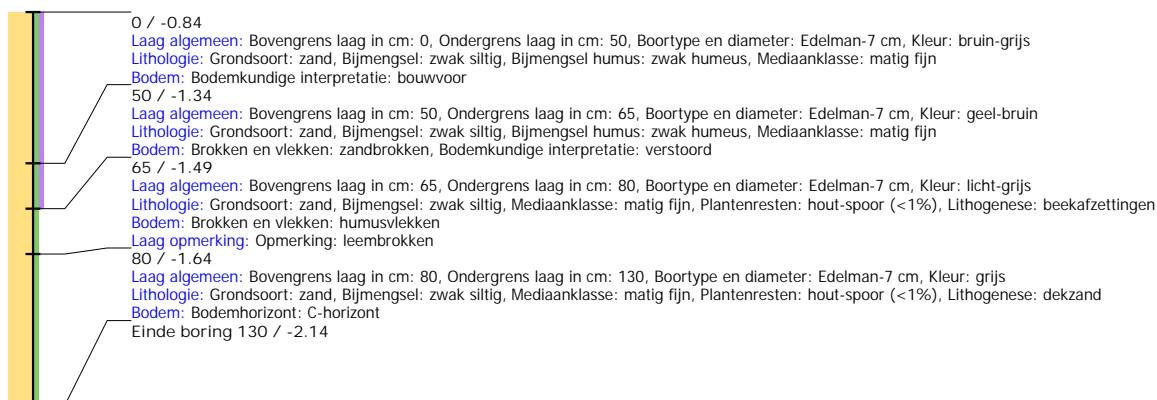 0 / -0.84
Laag algemeen: Bovengrens laag in cm: 0, Ondergrens laag in cm: 50, Boortype en diameter: Edelman-7 cm, Kleur: bruin-grijs
Lithologie: Grondsoort: zand, Bijmengsel: zwak siltig, Bijmengsel humus: zwak humeus, Mediaanklasse: matig fijn
Bodem: Bodemkundige interpretatie: bouwvoor
50 / -1.34
Laag algemeen: Bovengrens laag in cm: 50, Ondergrens laag in cm: 65, Boortype en diameter: Edelman-7 cm, Kleur: geel-bruin
Lithologie: Grondsoort: zand, Bijmengsel: zwak siltig, Bijmengsel humus: zwak humeus, Mediaanklasse: matig fijn
Bodem: Brokken en vlekken: zandbrokken, Bodemkundige interpretatie: verstoord
65 / -1.49
Laag algemeen: Bovengrens laag in cm: 65, Ondergrens laag in cm: 80, Boortype en diameter: Edelman-7 cm, Kleur: licht-grijs
Lithologie: Grondsoort: zand, Bijmengsel: zwak siltig, Mediaanklasse: matig fijn, Plantenresten: hout-spoor (<1%), Lithogenese: beekafzettingen
Bodem: Brokken en vlekken: humusvlekken
Laag opmerking: Opmerking: leembrokken
80 / -1.64
Laag algemeen: Bovengrens laag in cm: 80, Ondergrens laag in cm: 130, Boortype en diameter: Edelman-7 cm, Kleur: grijs
Lithologie: Grondsoort: zand, Bijmengsel: zwak siltig, Mediaanklasse: matig fijn, Plantenresten: hout-spoor (<1%), Lithogenese: dekzand
Bodem: Bodemhorizont: C-horizont
Einde boring 130 / -2.14